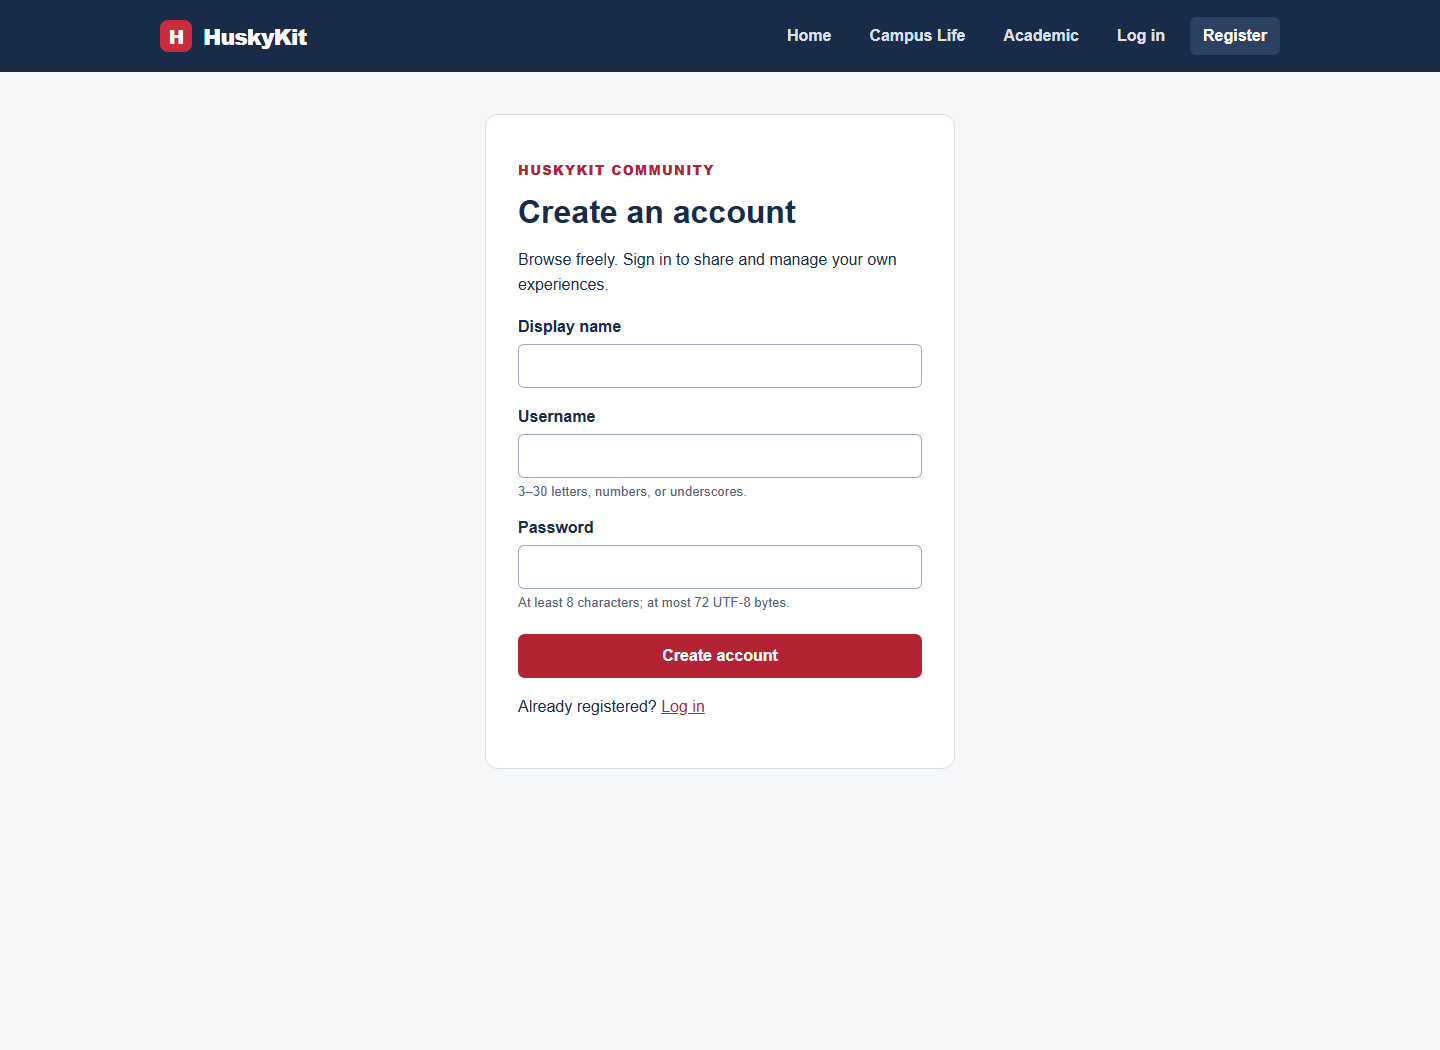 H HuskyKit
Home Campus Life Academic Log in Register
HUSKYKIT COMMUNITY
Create an account
Browse freely. Sign in to share and manage your own
experiences.
Display name
Username
3–30 letters, numbers, or underscores.
Password
At least 8 characters; at most 72 UTF-8 bytes.
Create account
Already registered? Log in